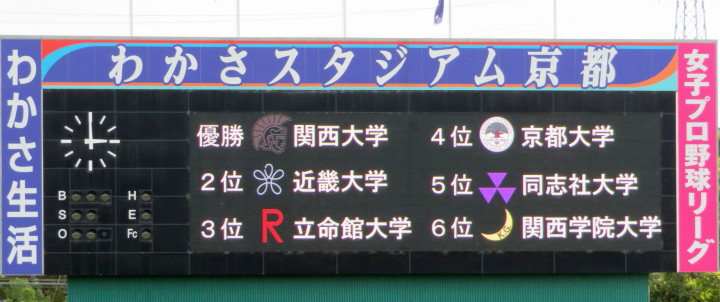 わかさスタジアム京都
わかさ生活
女子プロ野球リーグ
優勝 関西大学
2位 近畿大学
3位 R 立命館大学
4位 京都大学
5位 同志社大学
6位 KG 関西学院大学
B
S
O
H
E
Fc